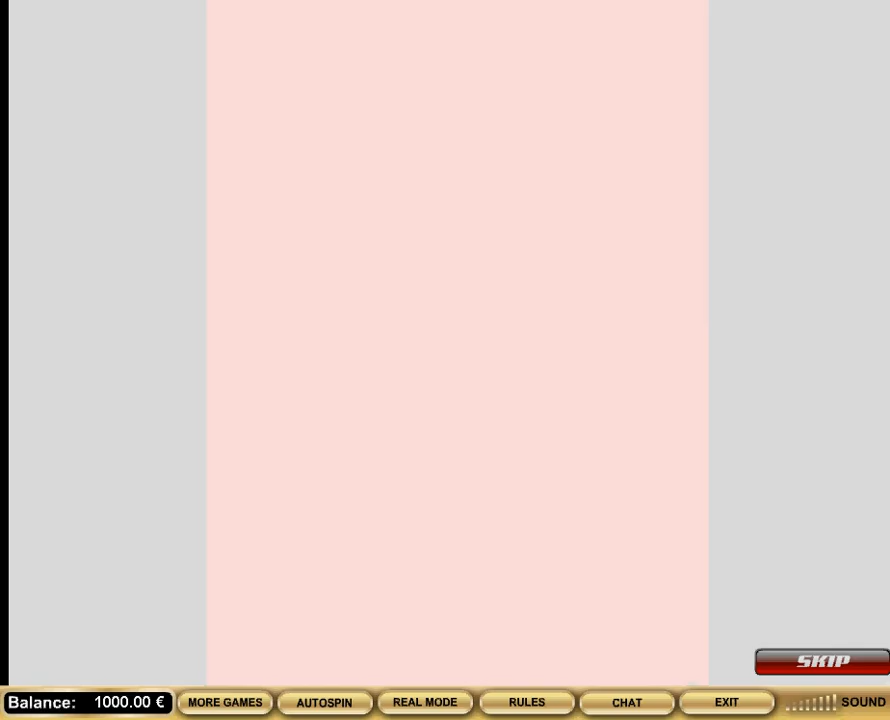 SKIP
Balance: 1000.00 € MORE GAMES AUTOSPIN REAL MODE RULES CHAT EXIT SOUND